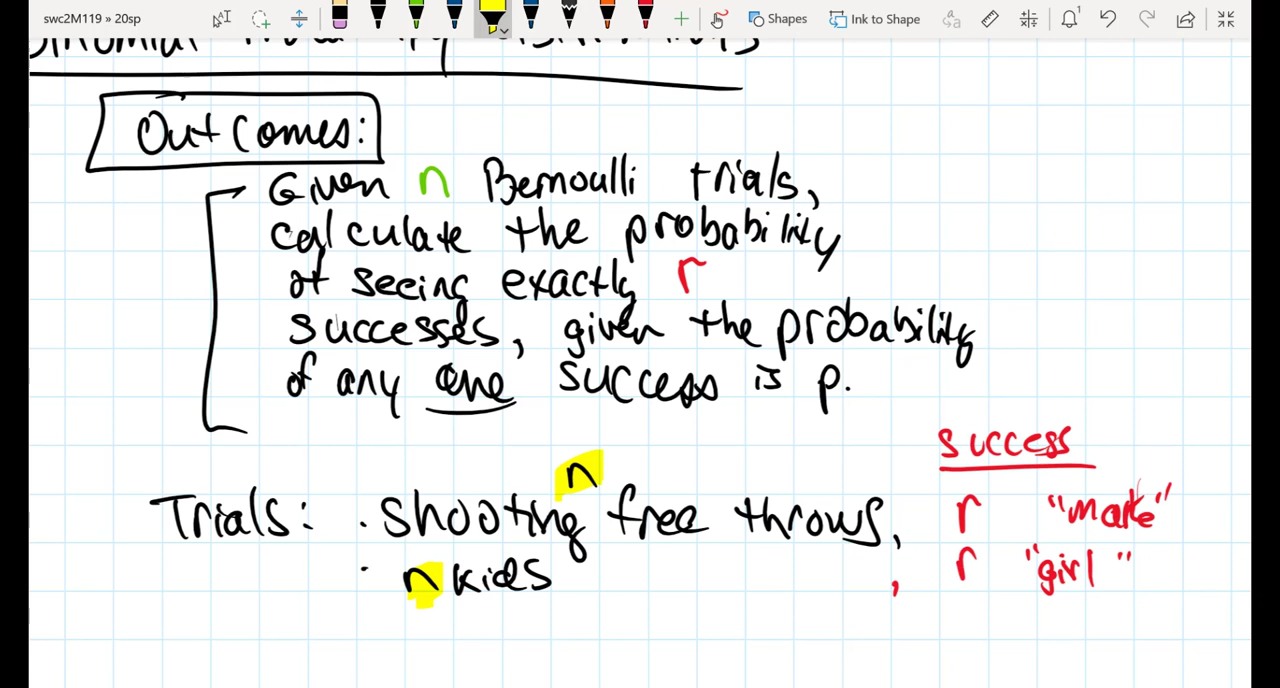 swc2M119 » 20sp
Shapes
Ink to Shape
Outcomes:
Given n Bernoulli trials,
calculate the probability
of seeing exactly r
successes, given the probability
of any one success is p.
success
n
Trials: · shooting free throws, r "make"
· n kids , r "girl"